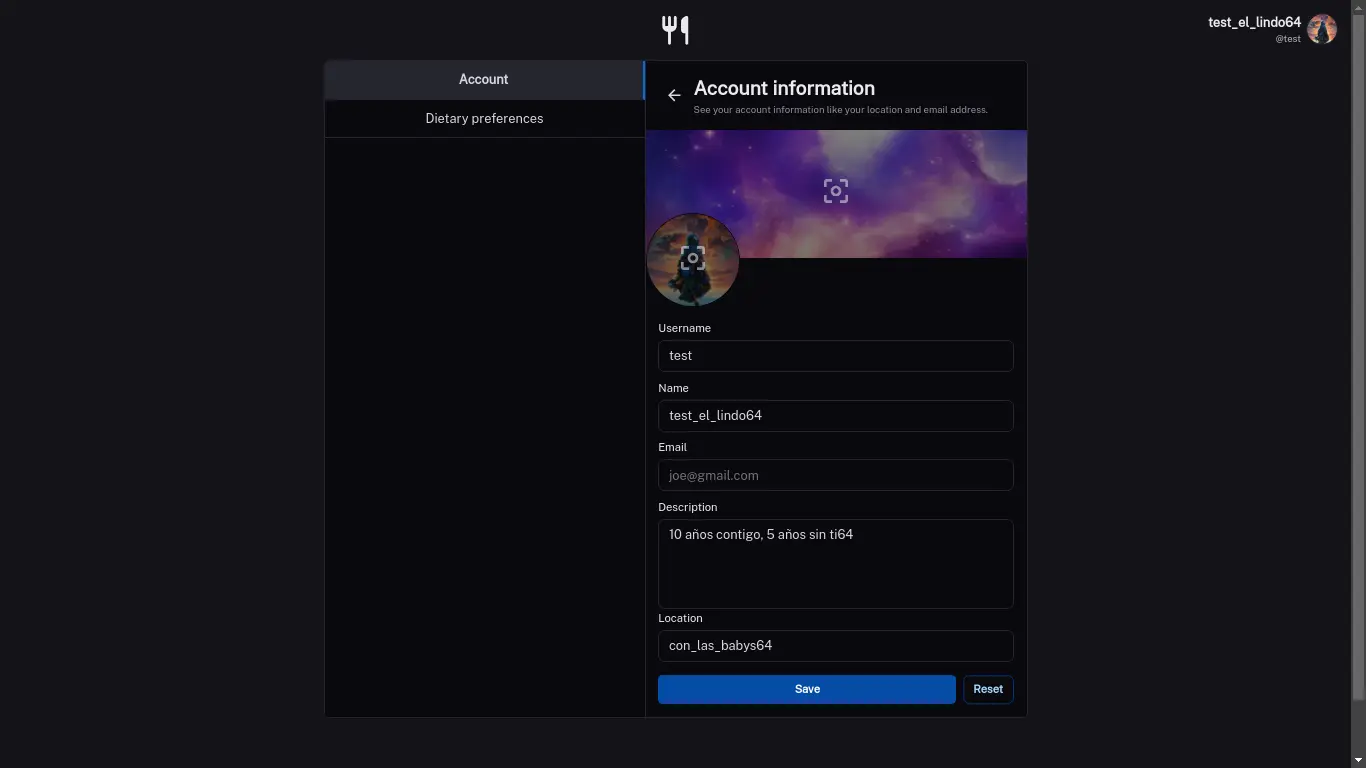 test_el_lindo64
@test
Account
Dietary preferences
Account information
See your account information like your location and email address.
Username
test
Name
test_el_lindo64
Email
joe@gmail.com
Description
10 años contigo, 5 años sin ti64
Location
con_las_babys64
Save
Reset